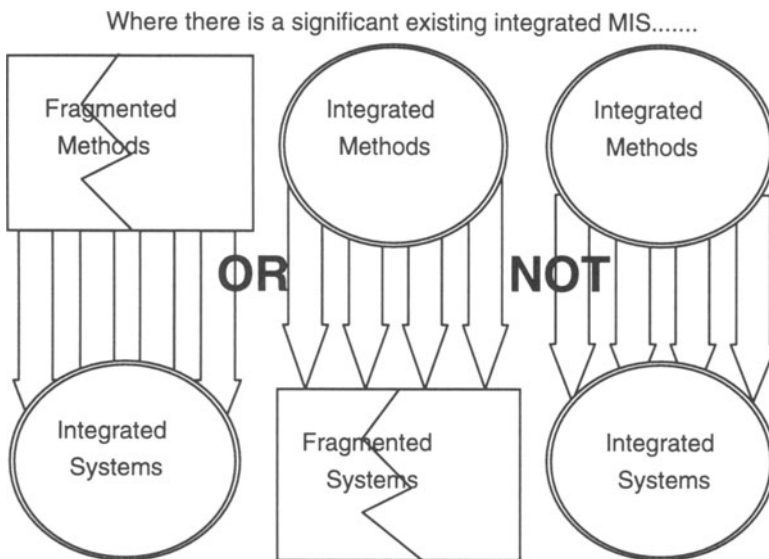 Where there is a significant existing integrated MIS.......
Fragmented
Methods
Integrated
Methods
Integrated
Methods
OR
NOT
Integrated
Systems
Fragmented
Systems
Integrated
Systems